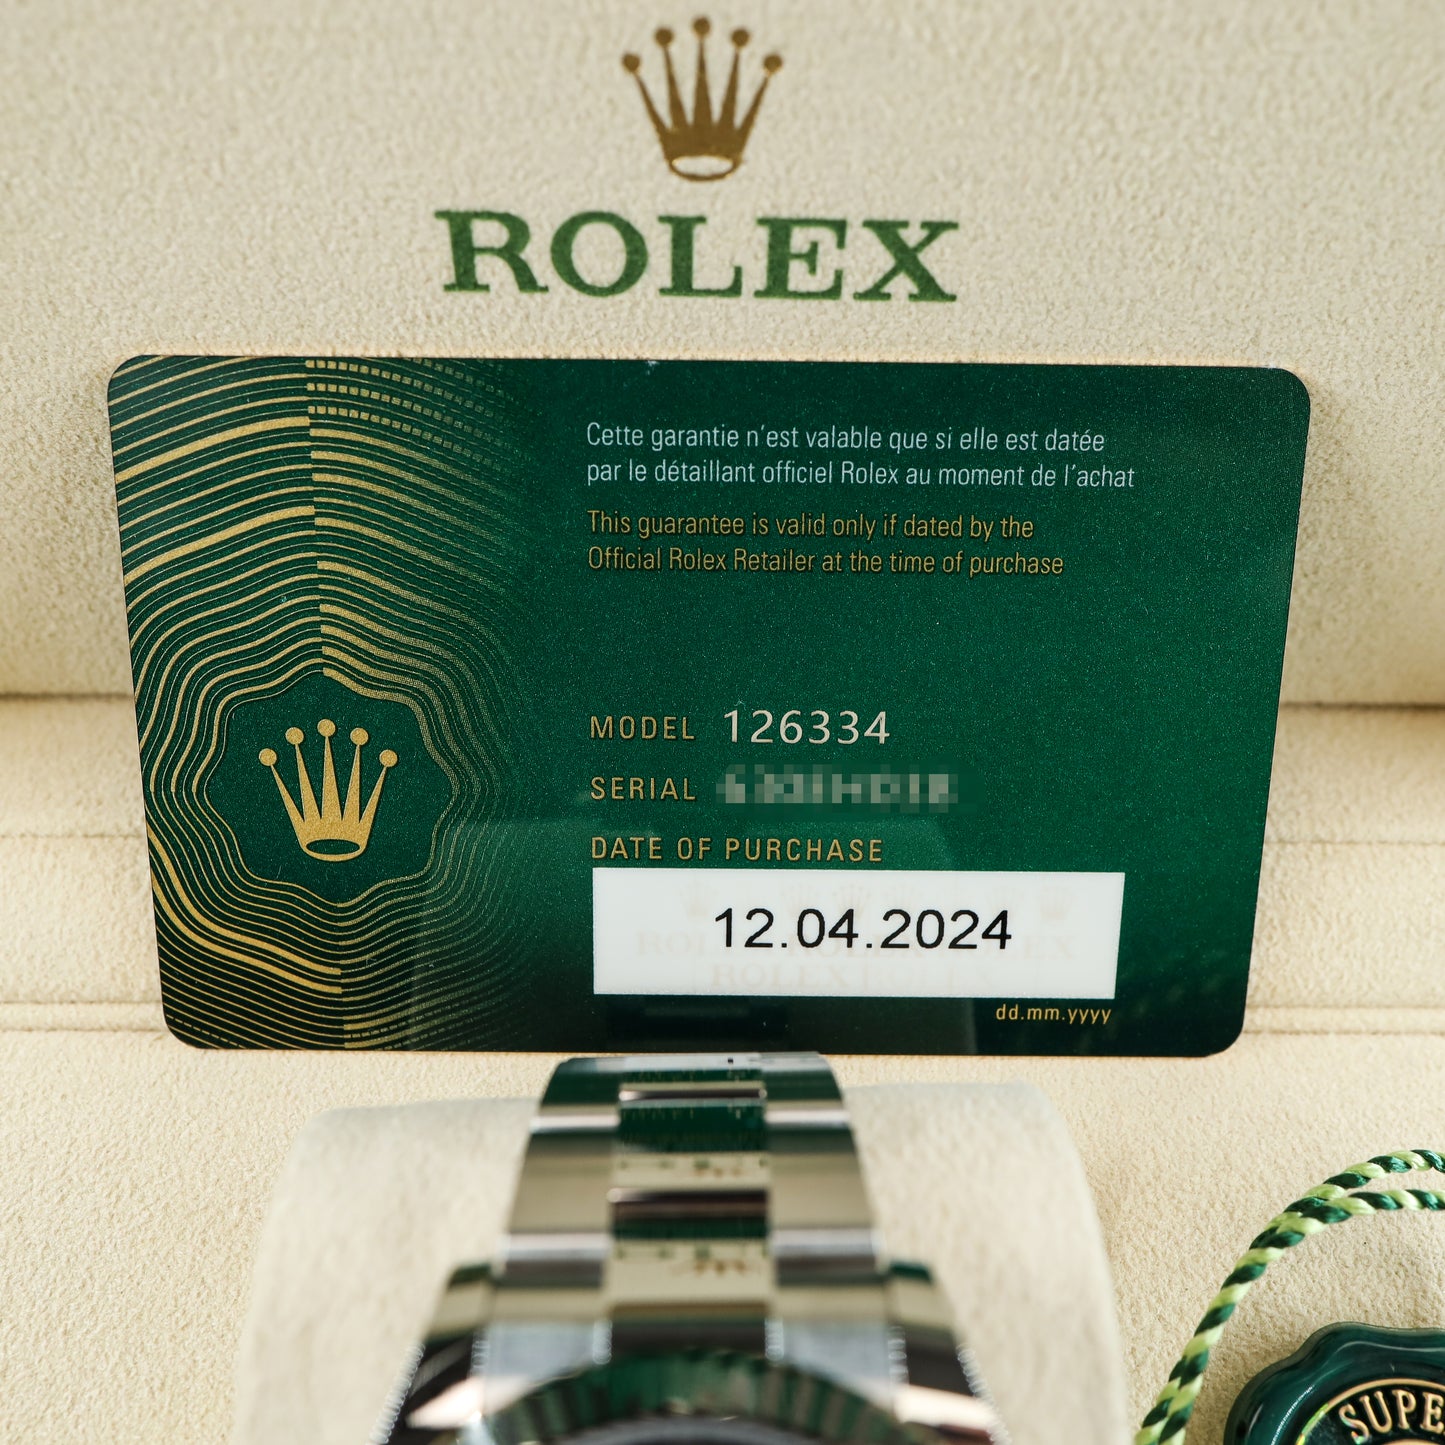 ROLEX
Cette garantie n'est valable que si elle est datée
par le détaillant officiel Rolex au moment de l'achat
This guarantee is valid only if dated by the
Official Rolex Retailer at the time of purchase
MODEL 126334
SERIAL
DATE OF PURCHASE
12.04.2024
dd.mm.yyyy